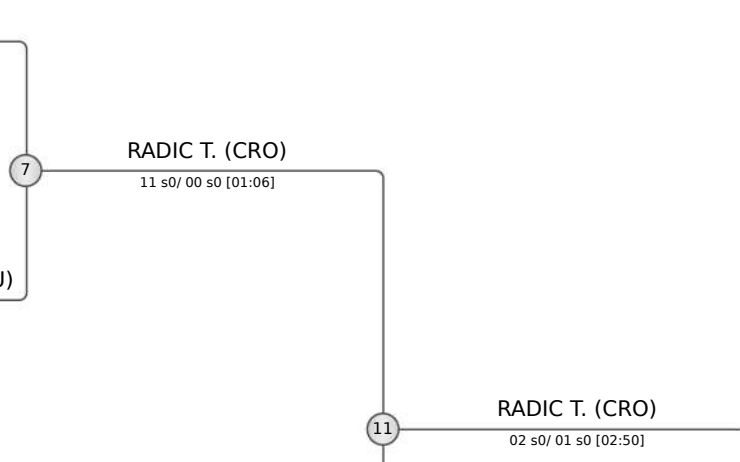 RADIC T. (CRO)
7
11 s0/ 00 s0 [01:06]
RADIC T. (CRO)
11
02 s0/ 01 s0 [02:50]